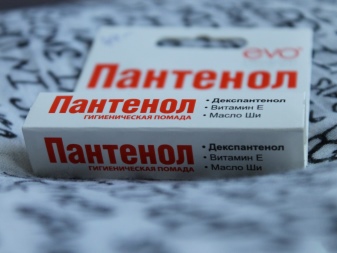 evo
Пантенол
Пантенол
ГИГИЕНИЧЕСКАЯ ПОМАДА
• Декспантенол
• Витамин Е
• Масло Ши
Пантенол
ГИГИЕНИЧЕСКАЯ ПОМАДА
• Декспантенол
• Витамин Е
• Масло Ши